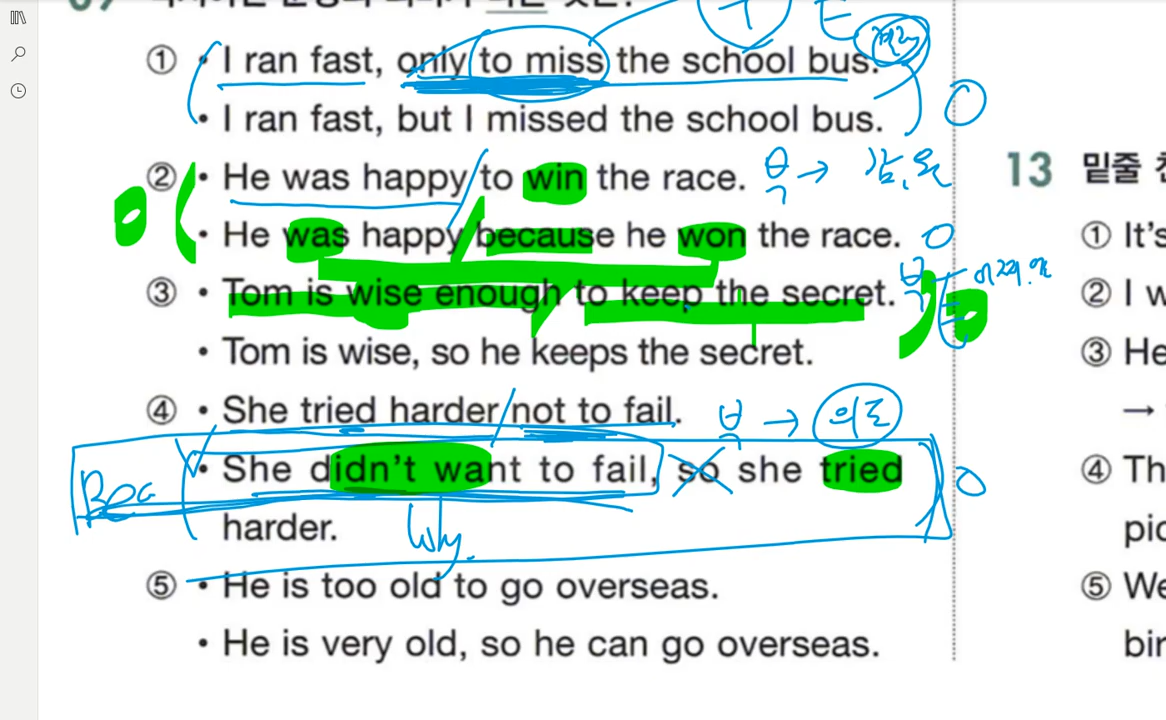 ① • I ran fast, only to miss the school bus.
• I ran fast, but I missed the school bus.
② • He was happy to win the race.
• He was happy because he won the race.
③ • Tom is wise enough to keep the secret.
• Tom is wise, so he keeps the secret.
④ • She tried harder not to fail.
부 → 의도
• She didn't want to fail, so she tried
harder.
Why
⑤ • He is too old to go overseas.
• He is very old, so he can go overseas.
13 밑줄 친
① It's
② I w
③ He
→
④ Th
pic
⑤ We
bir